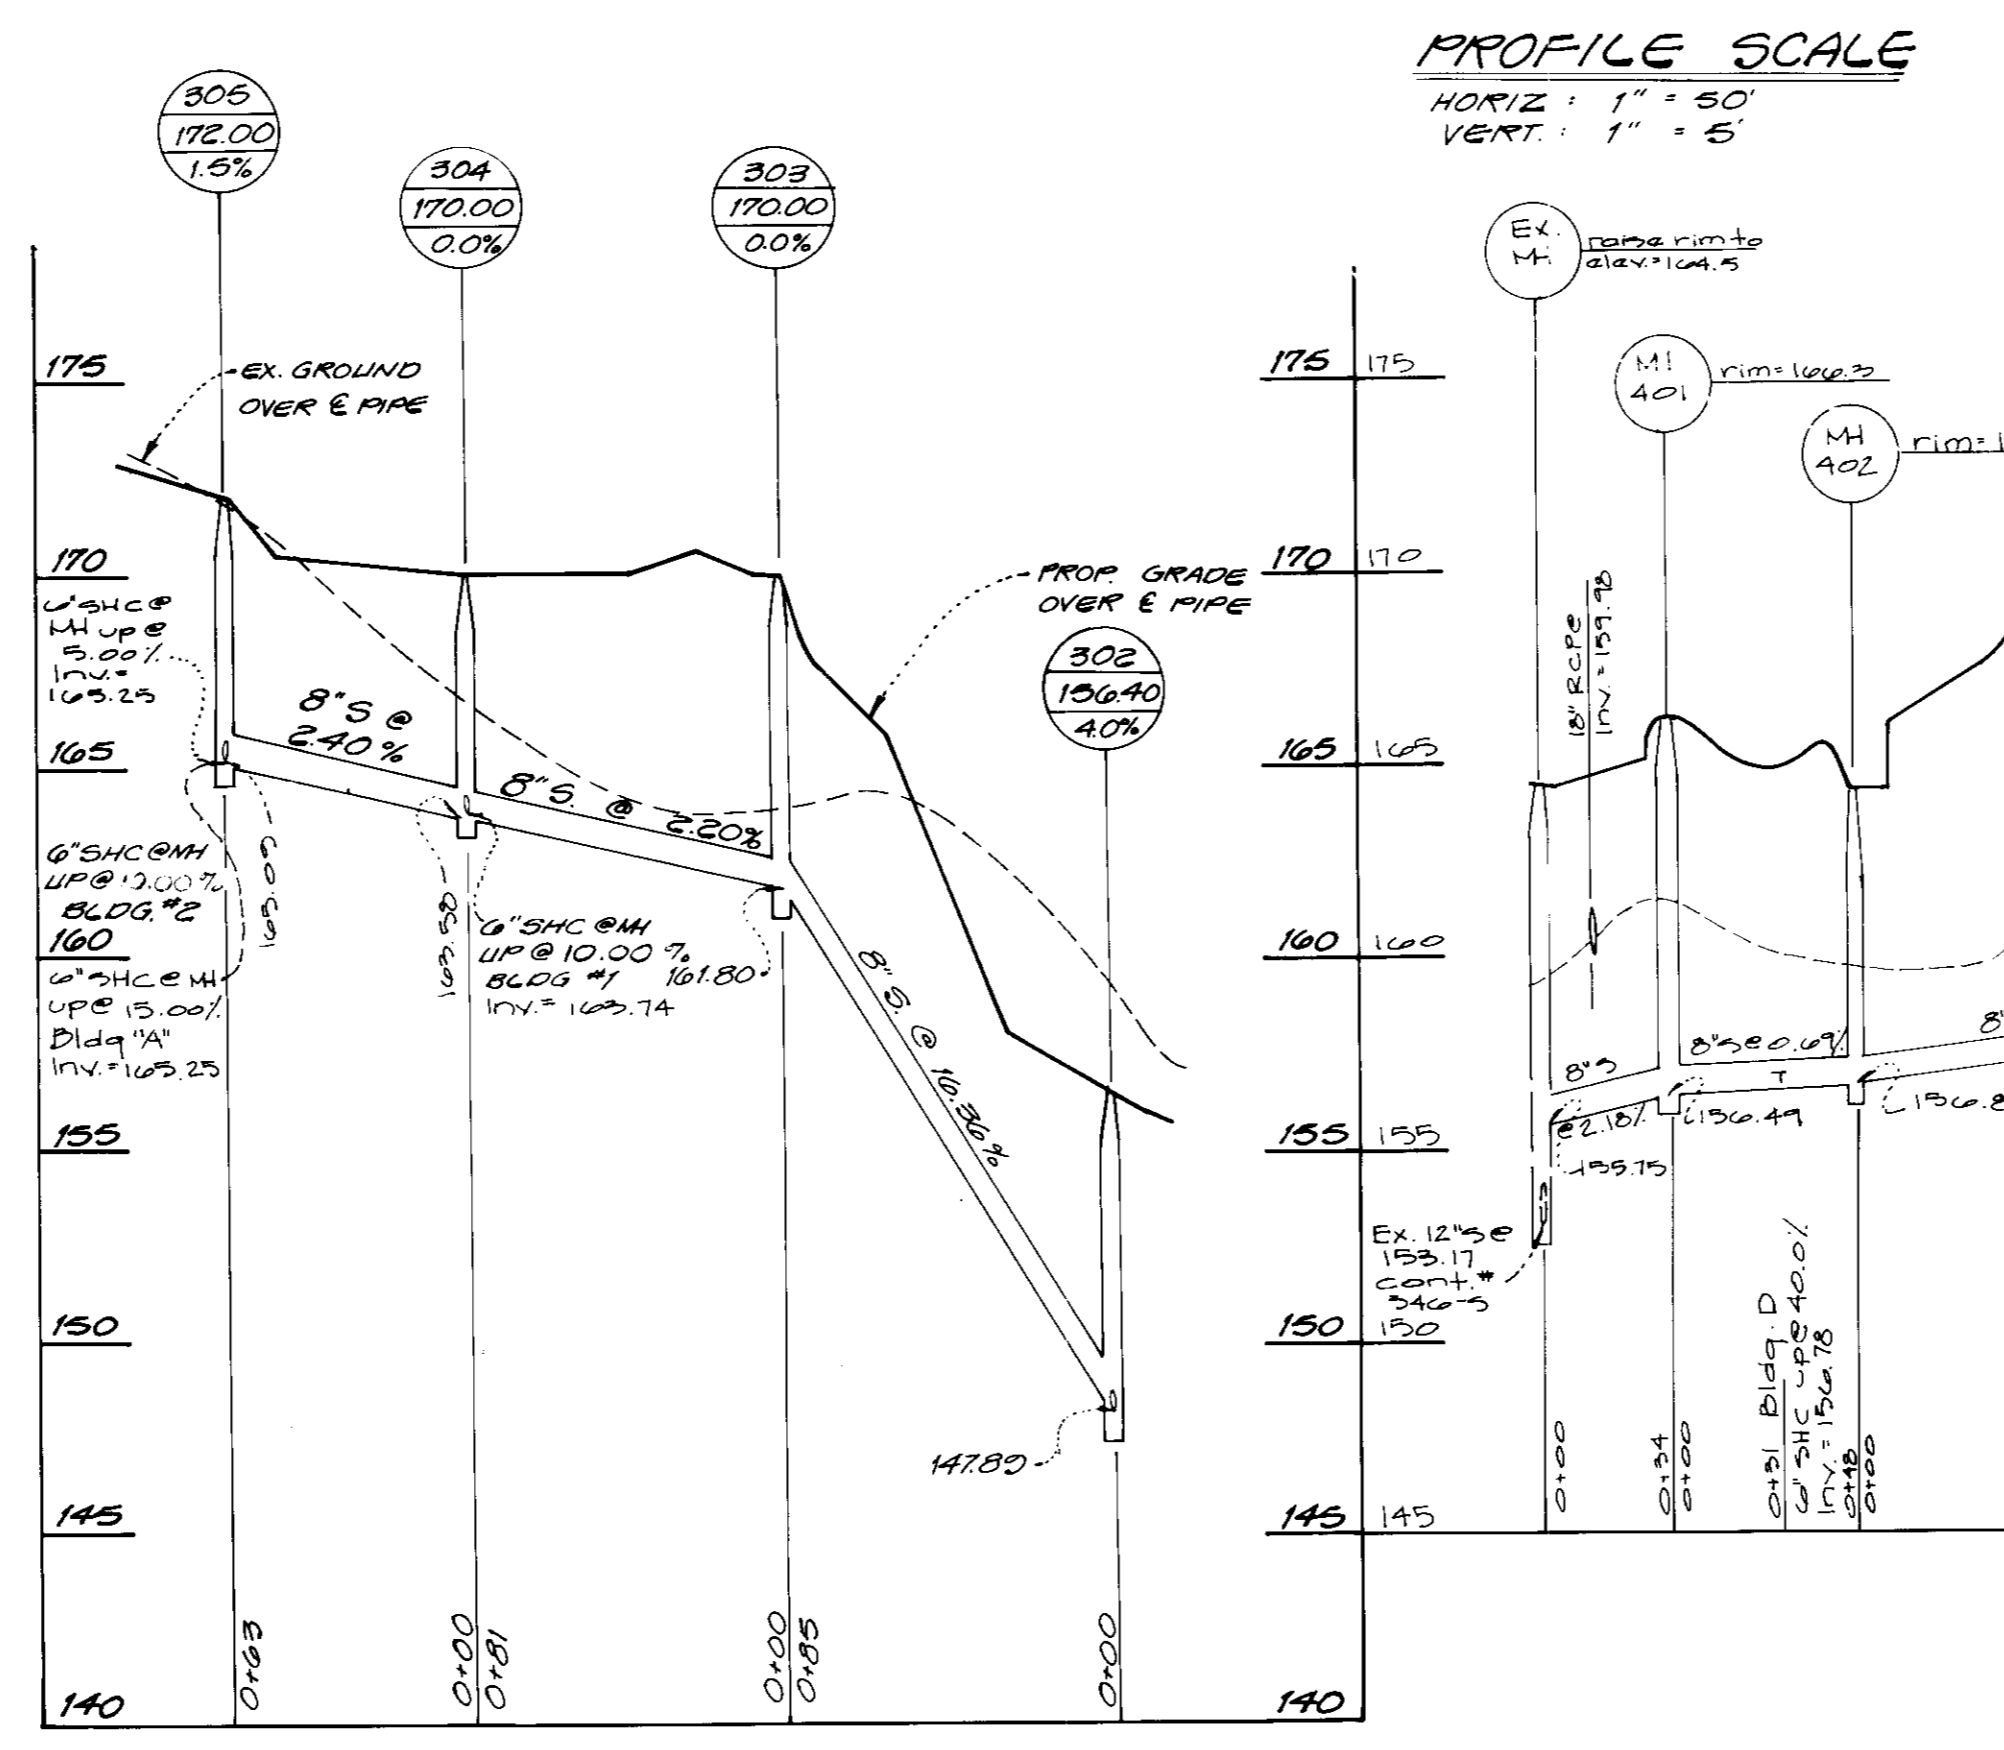 PROFILE SCALE
HORIZ : 1" = 50'
VERT. : 1" = 5'
305
172.00
1.5%
304
170.00
0.0%
303
170.00
0.0%
EX. GROUND
OVER ℄ PIPE
PROP. GRADE
OVER ℄ PIPE
302
156.40
4.0%
175
170
165
160
155
150
145
140
6"SHC @
MH up @
5.00%
Inv.=
165.25
8"S @
2.40%
8"S. @
2.20%
8"S. @ 16.36%
6"SHC @MH
UP@
BLDG. #2
165.09
6"SHC @ MH
up@ 15.00%
Bldg "A"
Inv.=165.25
163.58
6"SHC @MH
UP @ 10.00 %
BLDG #1
Inv.= 163.74
161.80
147.89
0+63
0+00
0+81
0+00
0+85
0+00
175
170
165
160
155
150
145
140
175
170
165
160
155
150
145
Ex.
MH
raise rim to
elev.=164.5
401
rim=166.3
MH
402
rim=1
18" RCPE
Inv.=159.98
8"S
@2.18%
8"S@0.69%
T
8"
155.75
156.49
156.8
Ex. 12"S@
153.17
cont.#
346-S
0+00
0+34
0+00
0+31 Bldg. D
6" SHC up@ 40.0%
Inv.= 156.78
0+48
0+00